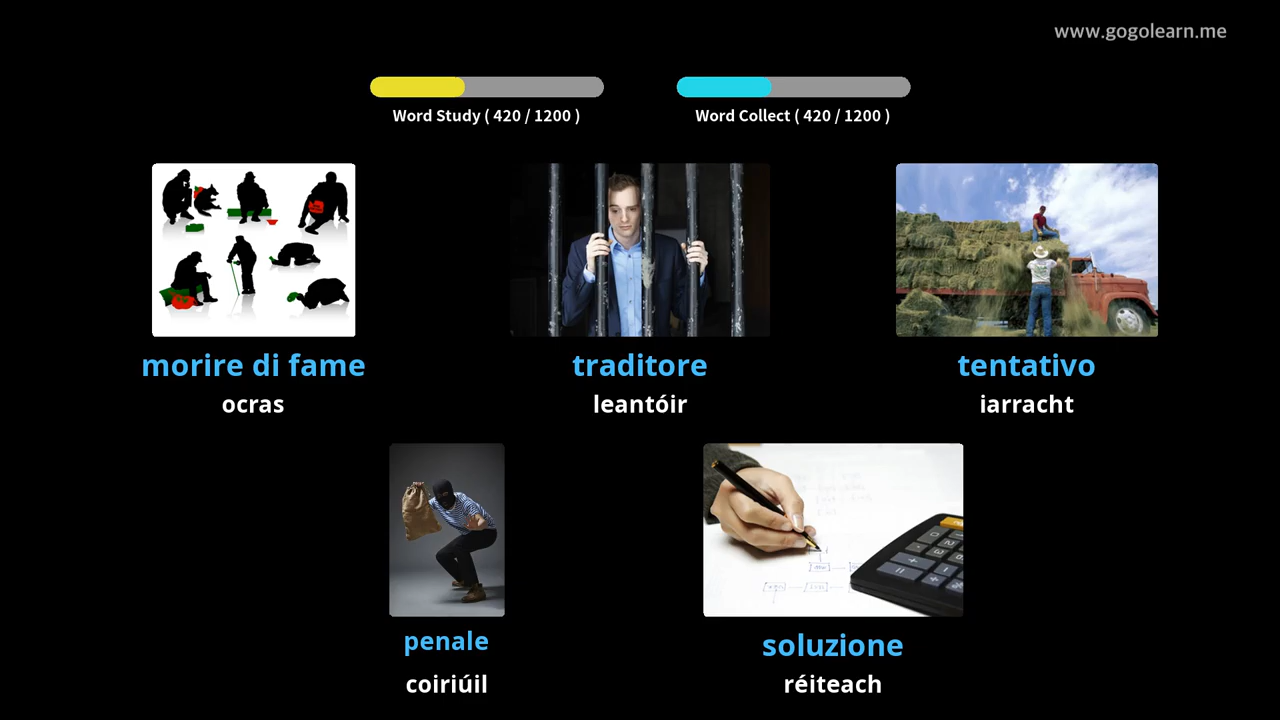 www.gogolearn.me
Word Study ( 420 / 1200 )
Word Collect ( 420 / 1200 )
morire di fame
ocras
traditore
leantóir
tentativo
iarracht
penale
coiriúil
soluzione
réiteach